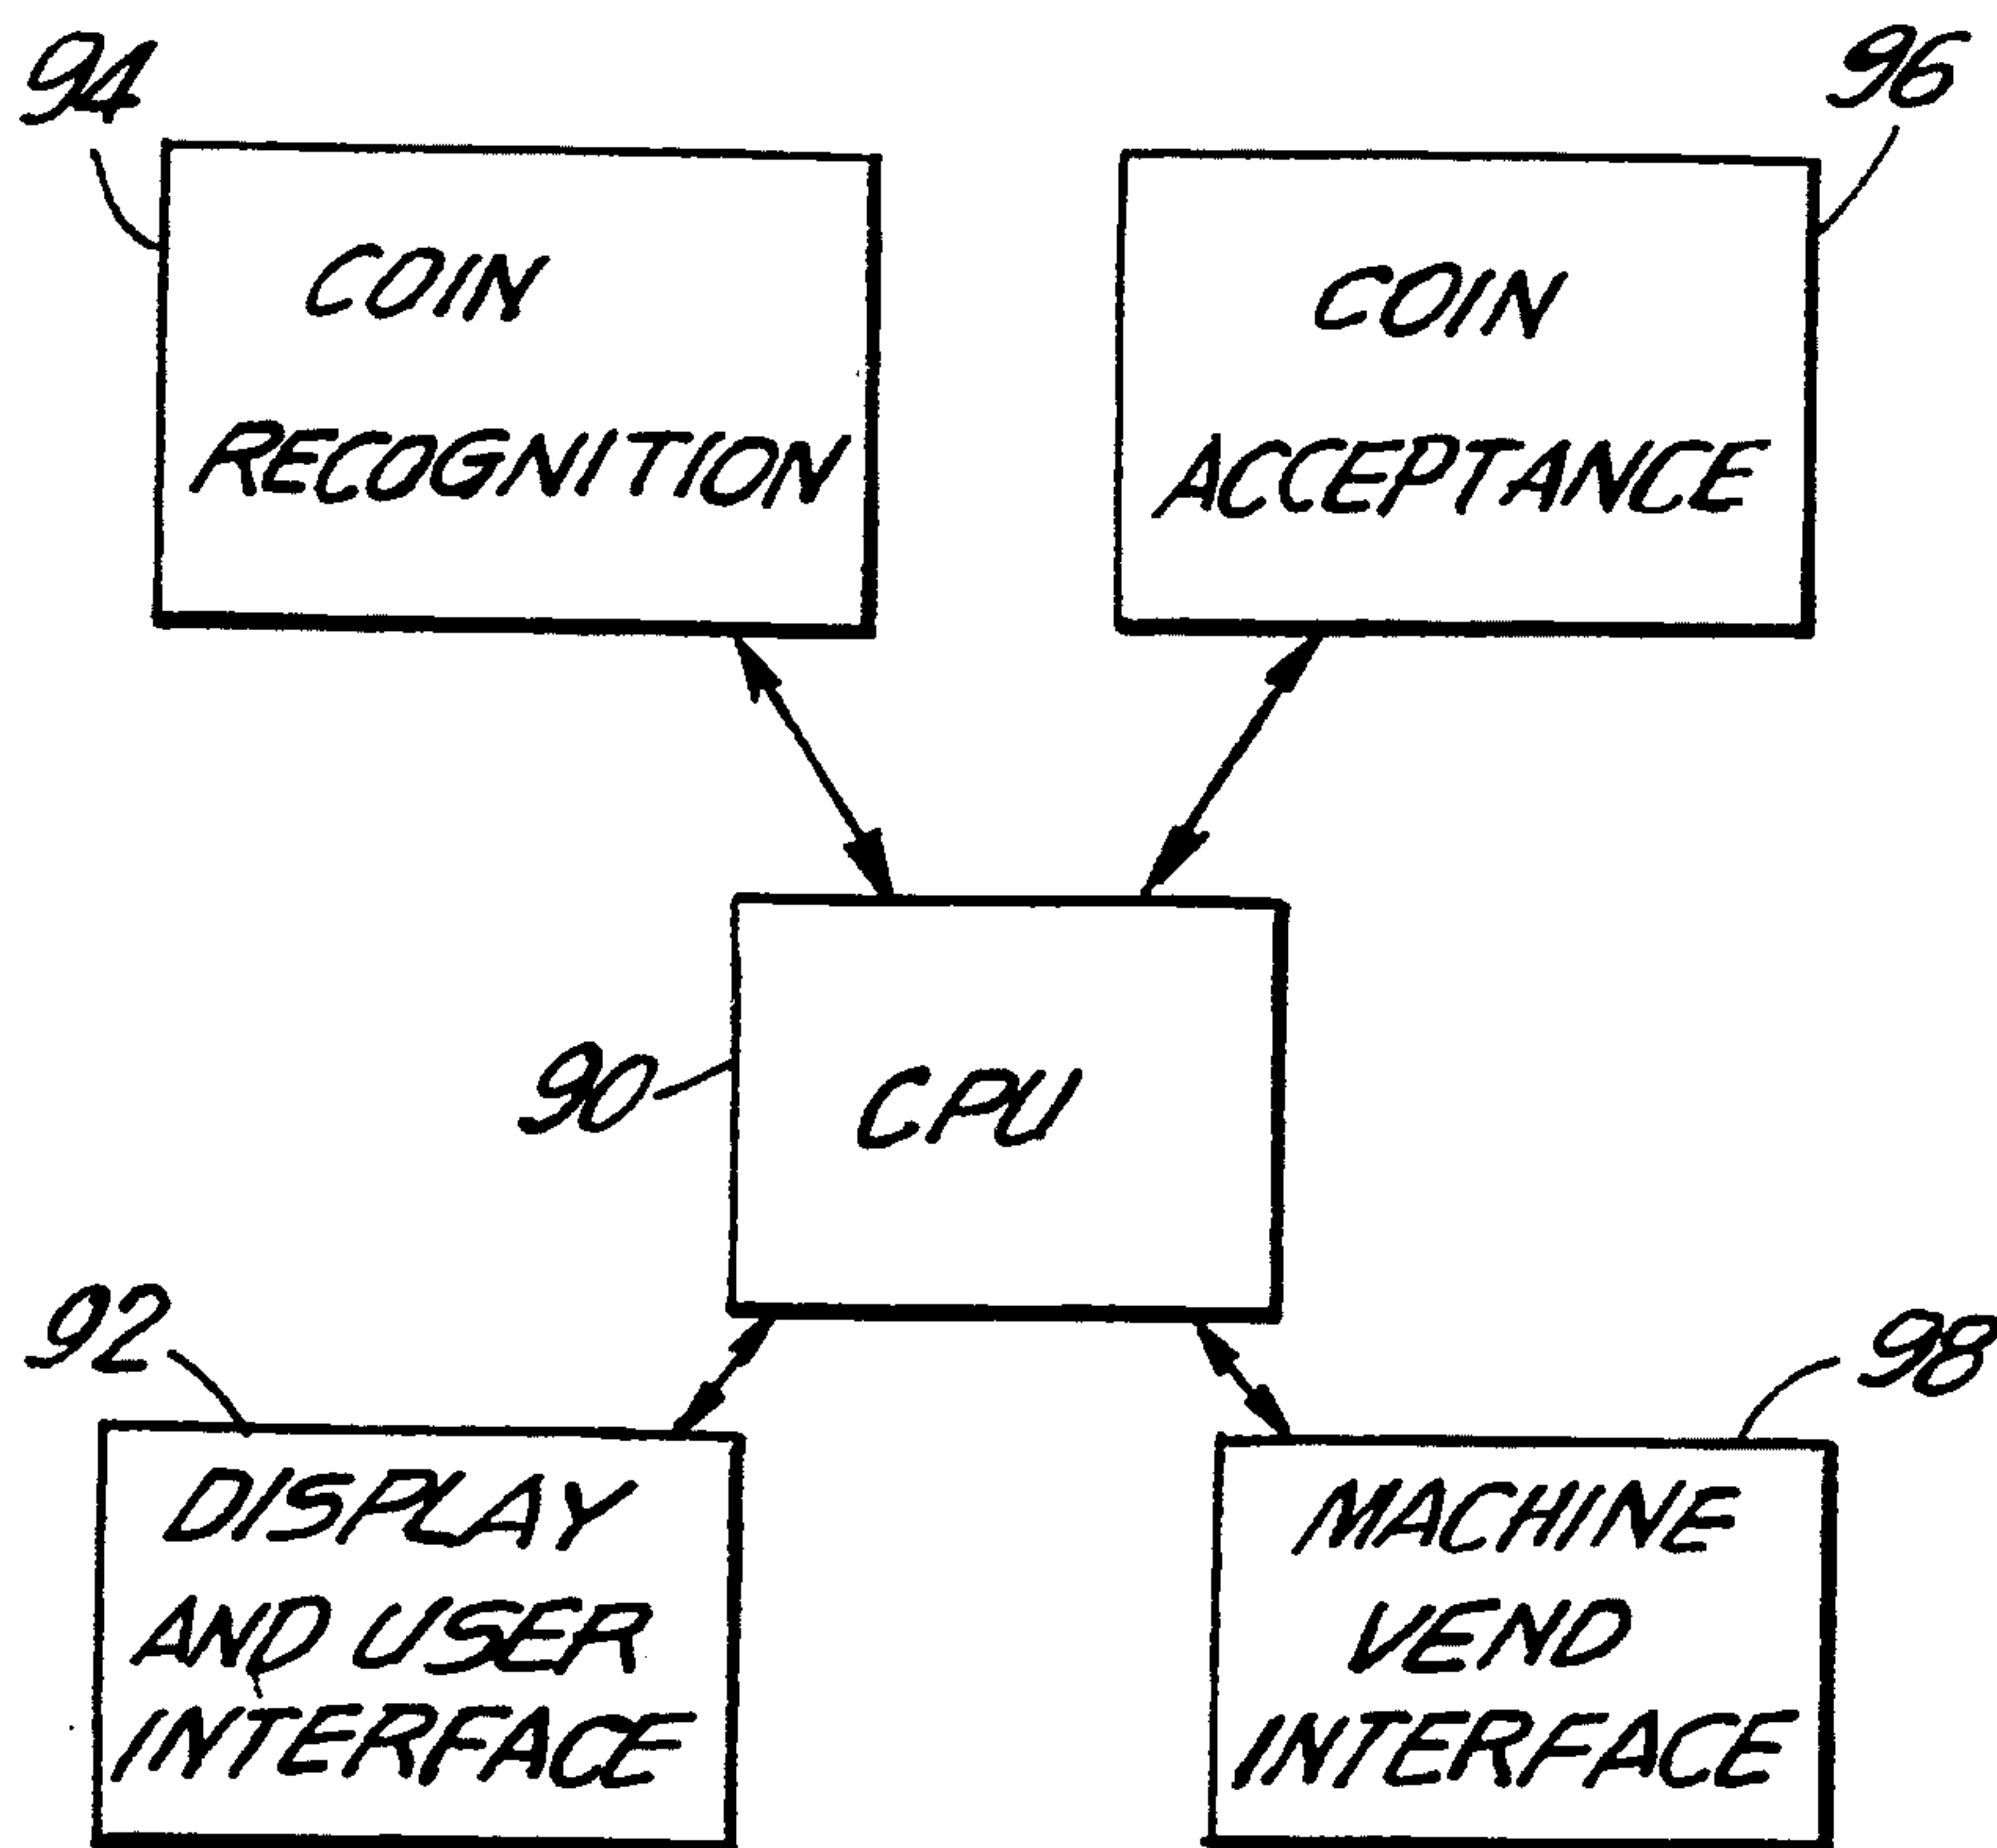 94
96
COIN
RECOGNITION
COIN
ACCEPTANCE
90
CPU
92
98
DISPLAY
AND USER
INTERFACE
MACHINE
VEND
INTERFACE